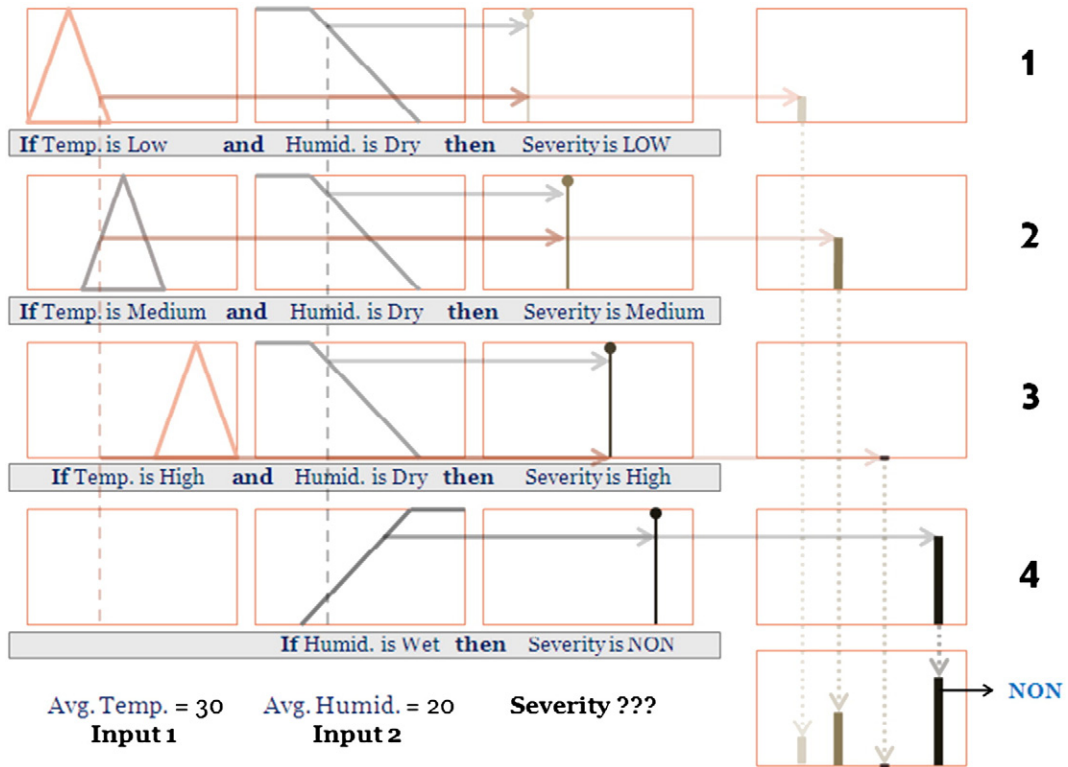 1
If Temp. is Low and Humid. is Dry then Severity is LOW
2
If Temp. is Medium and Humid. is Dry then Severity is Medium
3
If Temp. is High and Humid. is Dry then Severity is High
4
If Humid. is Wet then Severity is NON
NON
Avg. Temp. = 30 Avg. Humid. = 20 Severity ???
Input 1 Input 2